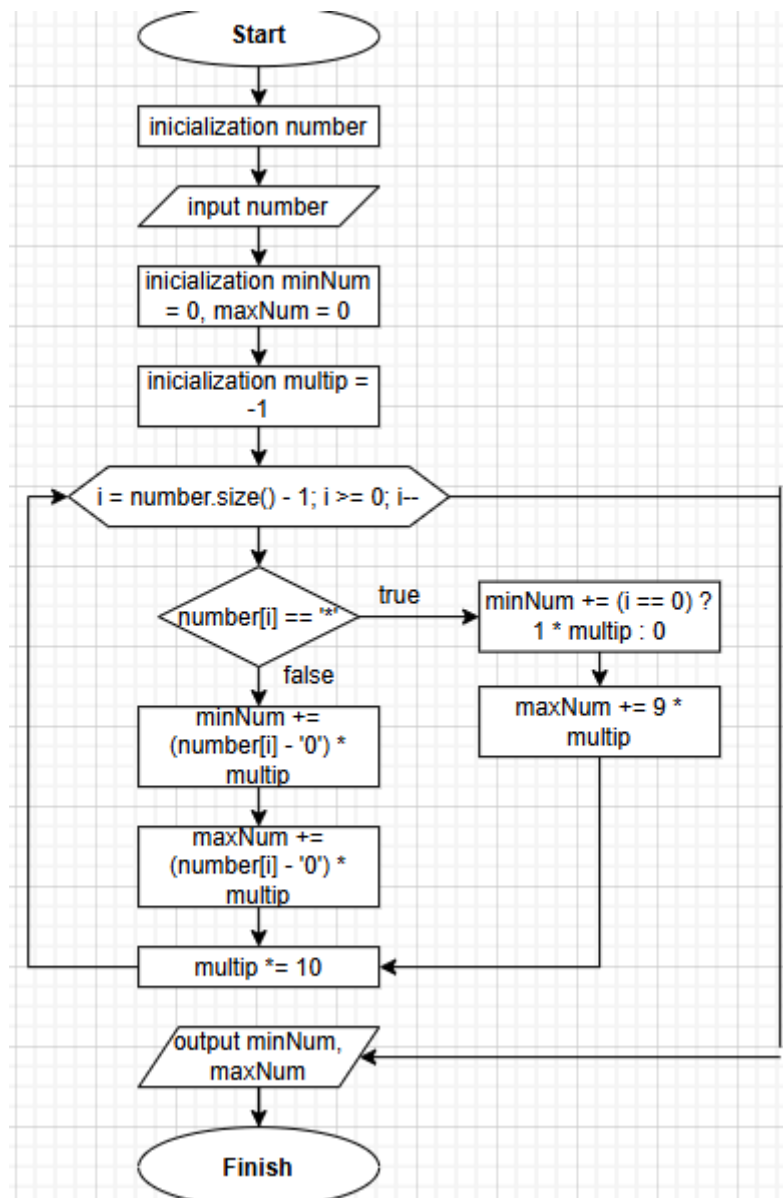 Start
inicialization number
input number
inicialization minNum
= 0, maxNum = 0
inicialization multip =
-1
i = number.size() - 1; i >= 0; i--
number[i] == '*'
true
minNum += (i == 0) ?
1 * multip : 0
maxNum += 9 *
multip
false
minNum +=
(number[i] - '0') *
multip
maxNum +=
(number[i] - '0') *
multip
multip *= 10
output minNum,
maxNum
Finish